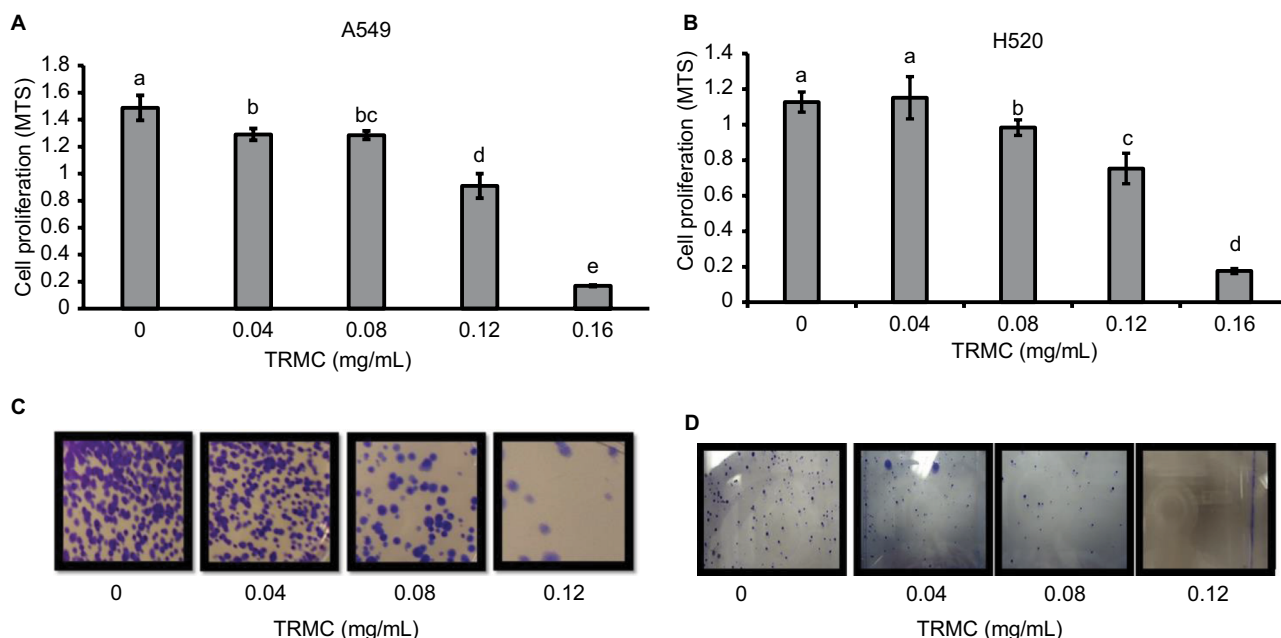 A
A549
Cell proliferation (MTS)
1.8
1.6
1.4
1.2
1
0.8
0.6
0.4
0.2
0
a
b
bc
d
e
0 0.04 0.08 0.12 0.16
TRMC (mg/mL)
B
H520
Cell proliferation (MTS)
1.4
1.2
1
0.8
0.6
0.4
0.2
0
a
a
b
c
d
0 0.04 0.08 0.12 0.16
TRMC (mg/mL)
C
0 0.04 0.08 0.12
TRMC (mg/mL)
D
0 0.04 0.08 0.12
TRMC (mg/mL)